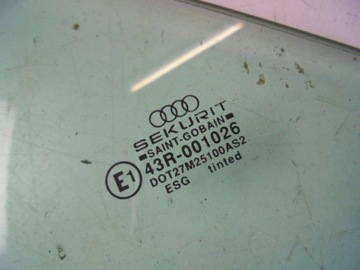 SEKURIT
SAINT-GOBAIN
E1 43R-001026
DOT27M25100AS2
ESG tinted